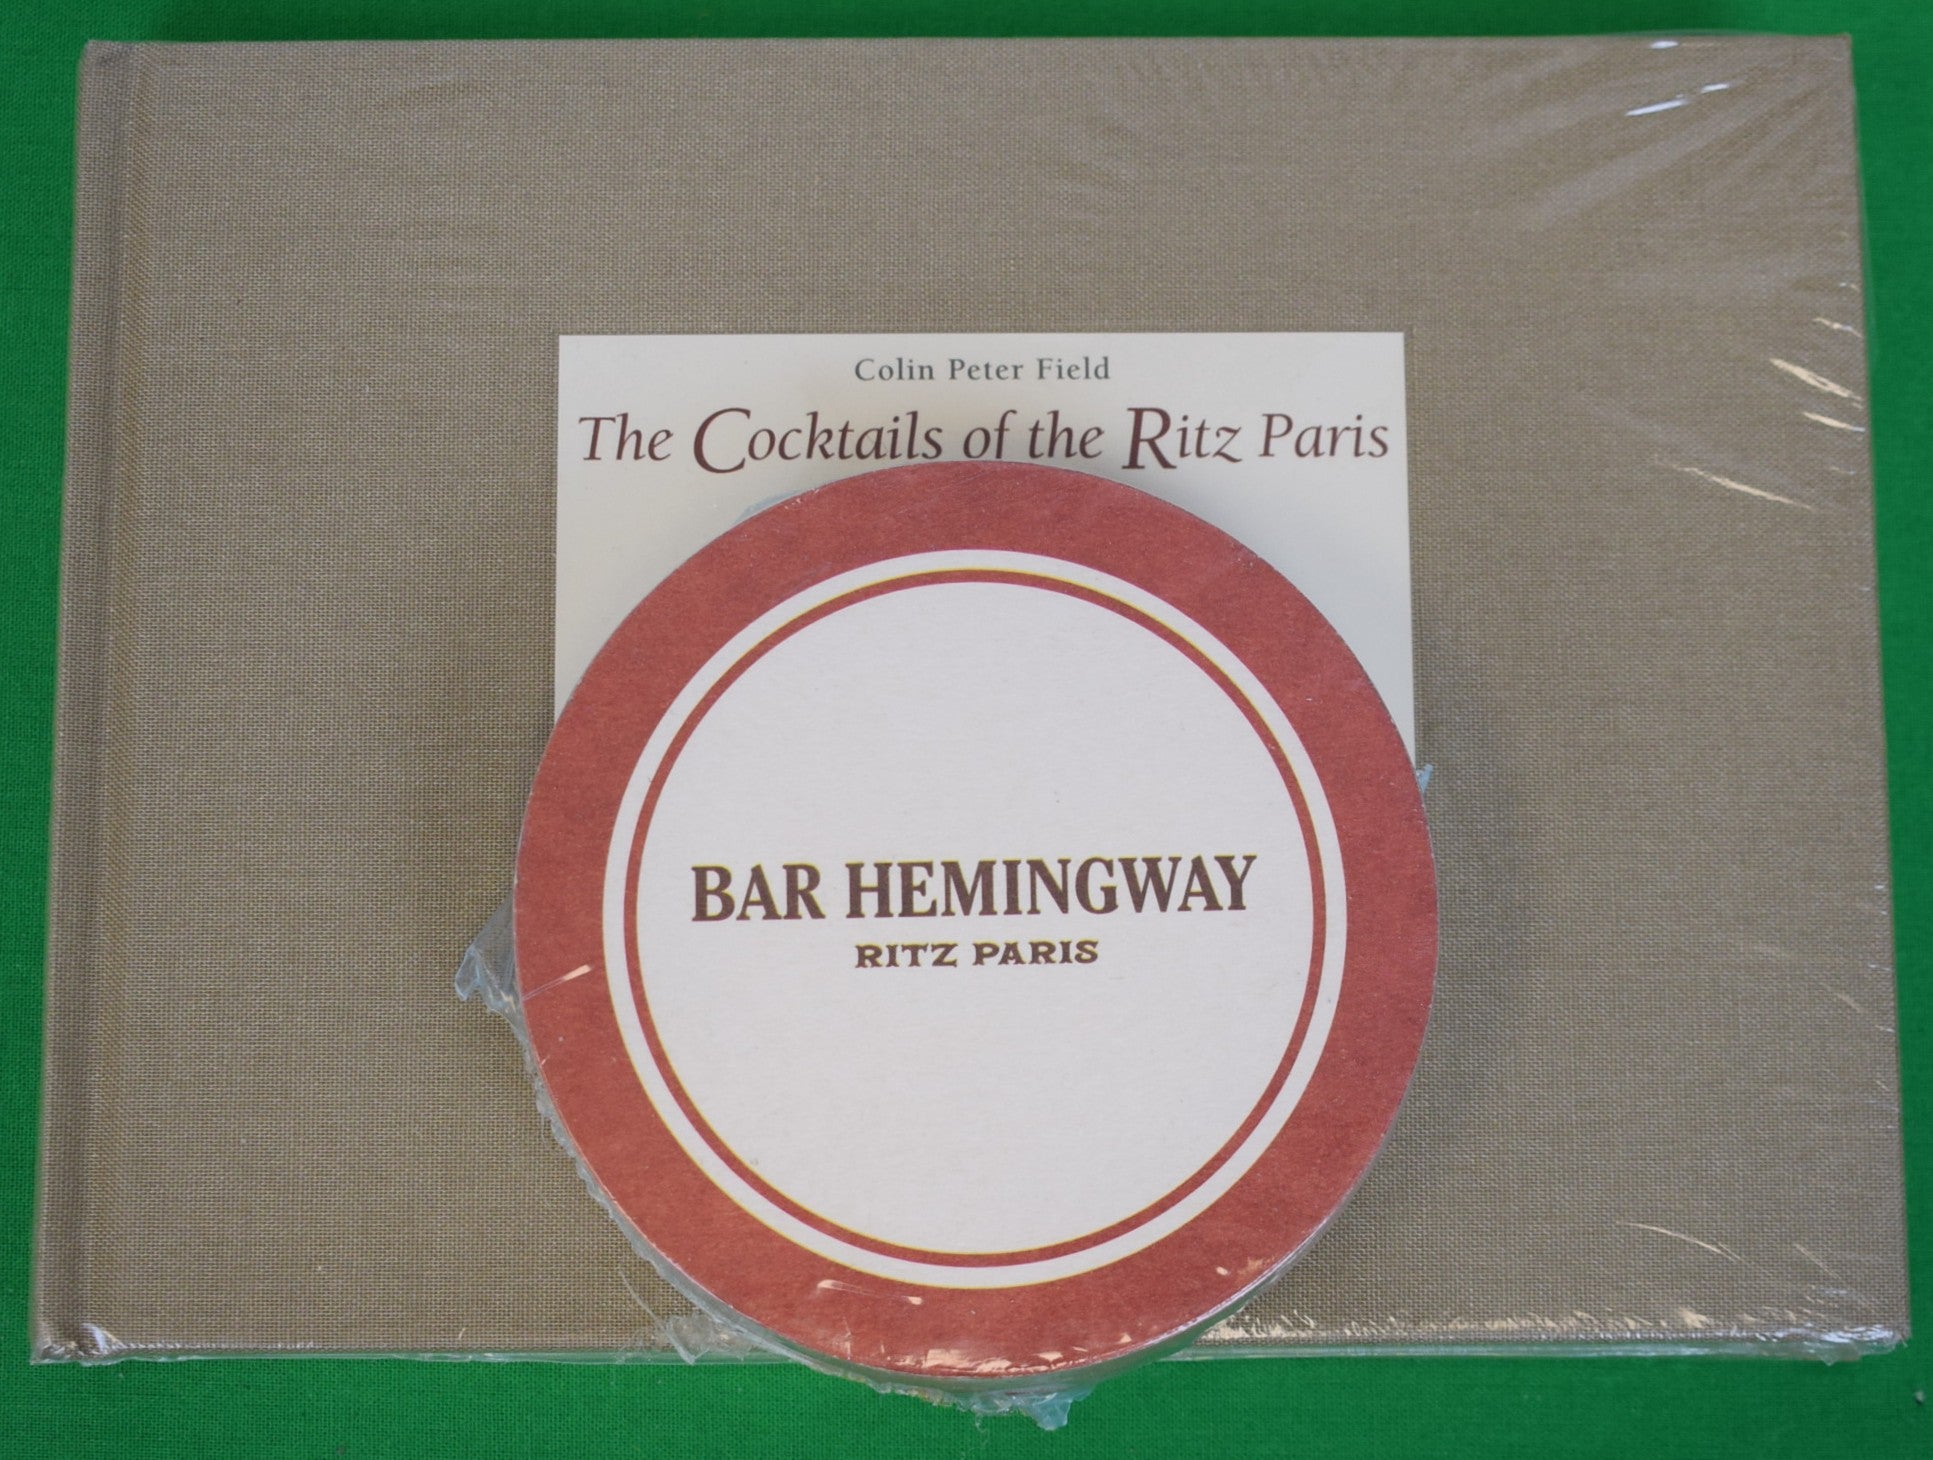 Colin Peter Field
The Cocktails of the Ritz Paris
BAR HEMINGWAY
RITZ PARIS